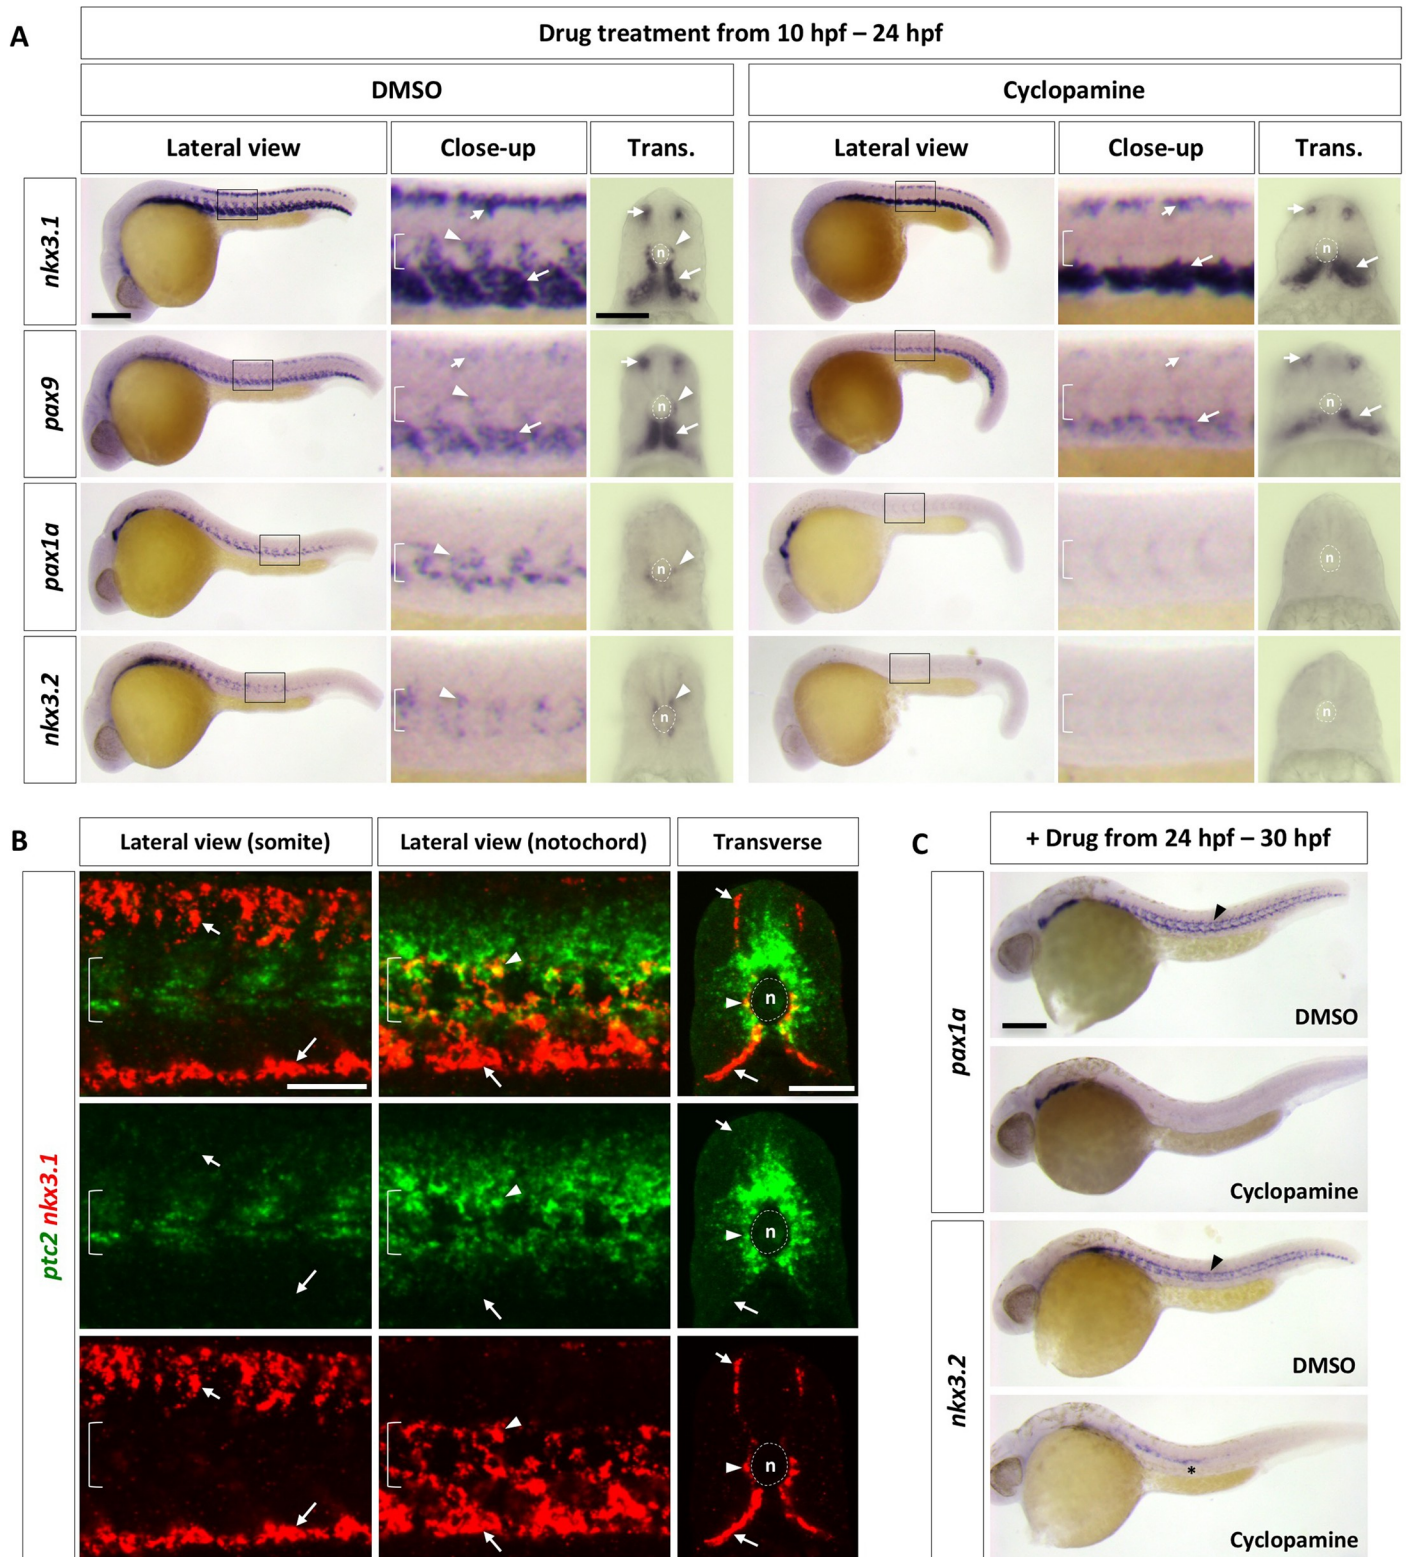 A
Drug treatment from 10 hpf – 24 hpf
DMSO
Cyclopamine
Lateral view
Close-up
Trans.
Lateral view
Close-up
Trans.
nkx3.1
n
n
pax9
n
n
pax1a
n
n
nkx3.2
n
n
B
Lateral view (somite)
Lateral view (notochord)
Transverse
ptc2 nkx3.1
n
n
n
C
+ Drug from 24 hpf – 30 hpf
pax1a
DMSO
Cyclopamine
nkx3.2
DMSO
*
Cyclopamine